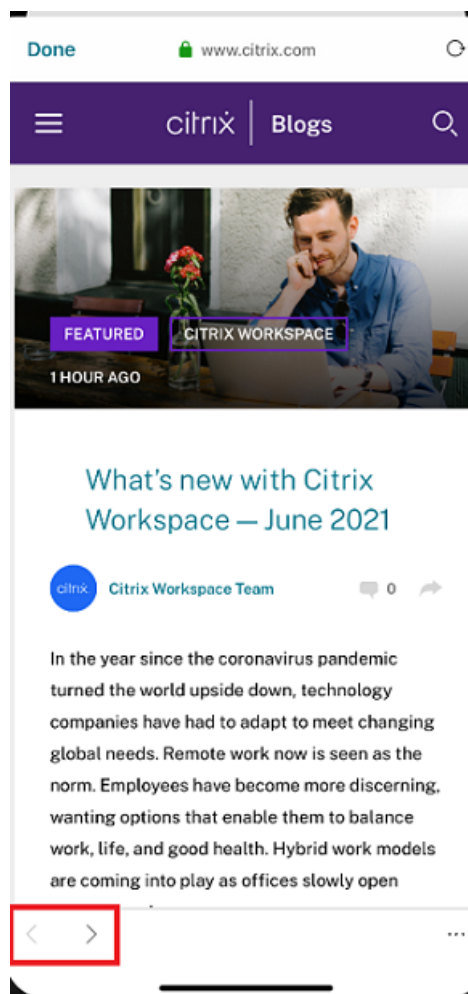 Done www.citrix.com
citrix Blogs
FEATURED CITRIX WORKSPACE
1 HOUR AGO
What's new with Citrix
Workspace — June 2021
citrix Citrix Workspace Team 0
In the year since the coronavirus pandemic
turned the world upside down, technology
companies have had to adapt to meet changing
global needs. Remote work now is seen as the
norm. Employees have become more discerning,
wanting options that enable them to balance
work, life, and good health. Hybrid work models
are coming into play as offices slowly open